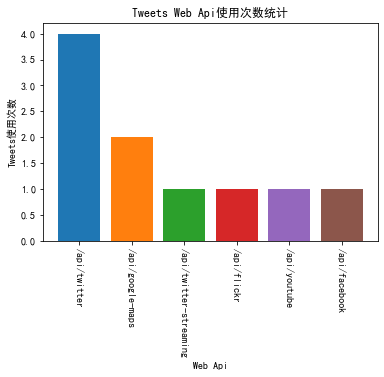 Tweets Web Api使用次数统计
4.0
3.5
3.0
2.5
2.0
1.5
1.0
0.5
0.0
Tweets使用次数
/api/twitter
/api/google-maps
/api/twitter-streaming
/api/flickr
/api/youtube
/api/facebook
Web Api